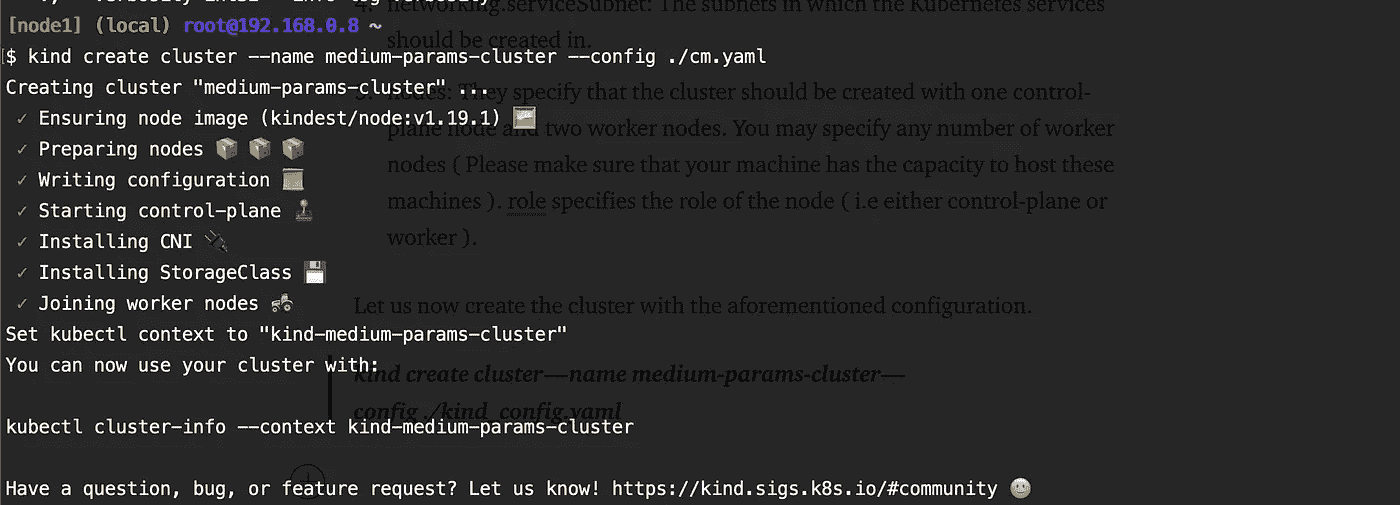 4. networking.serviceSubnet: The subnets in which the Kubernetes services
should be created in.
[node1] (local) root@192.168.0.8 ~
$ kind create cluster --name medium-params-cluster --config ./cm.yaml
Creating cluster "medium-params-cluster" ...
✓ Ensuring node image (kindest/node:v1.19.1)
✓ Preparing nodes
✓ Writing configuration
✓ Starting control-plane
✓ Installing CNI
✓ Installing StorageClass
✓ Joining worker nodes
Set kubectl context to "kind-medium-params-cluster"
You can now use your cluster with:
kubectl cluster-info --context kind-medium-params-cluster
Have a question, bug, or feature request? Let us know! https://kind.sigs.k8s.io/#community
nodes: They specify that the cluster should be created with one control-
plane node and two worker nodes. You may specify any number of worker
nodes ( Please make sure that your machine has the capacity to host these
machines ). role specifies the role of the node ( i.e either control-plane or
worker ).
Let us now create the cluster with the aforementioned configuration.
kind create cluster — name medium-params-cluster —
config ./kind_config.yaml